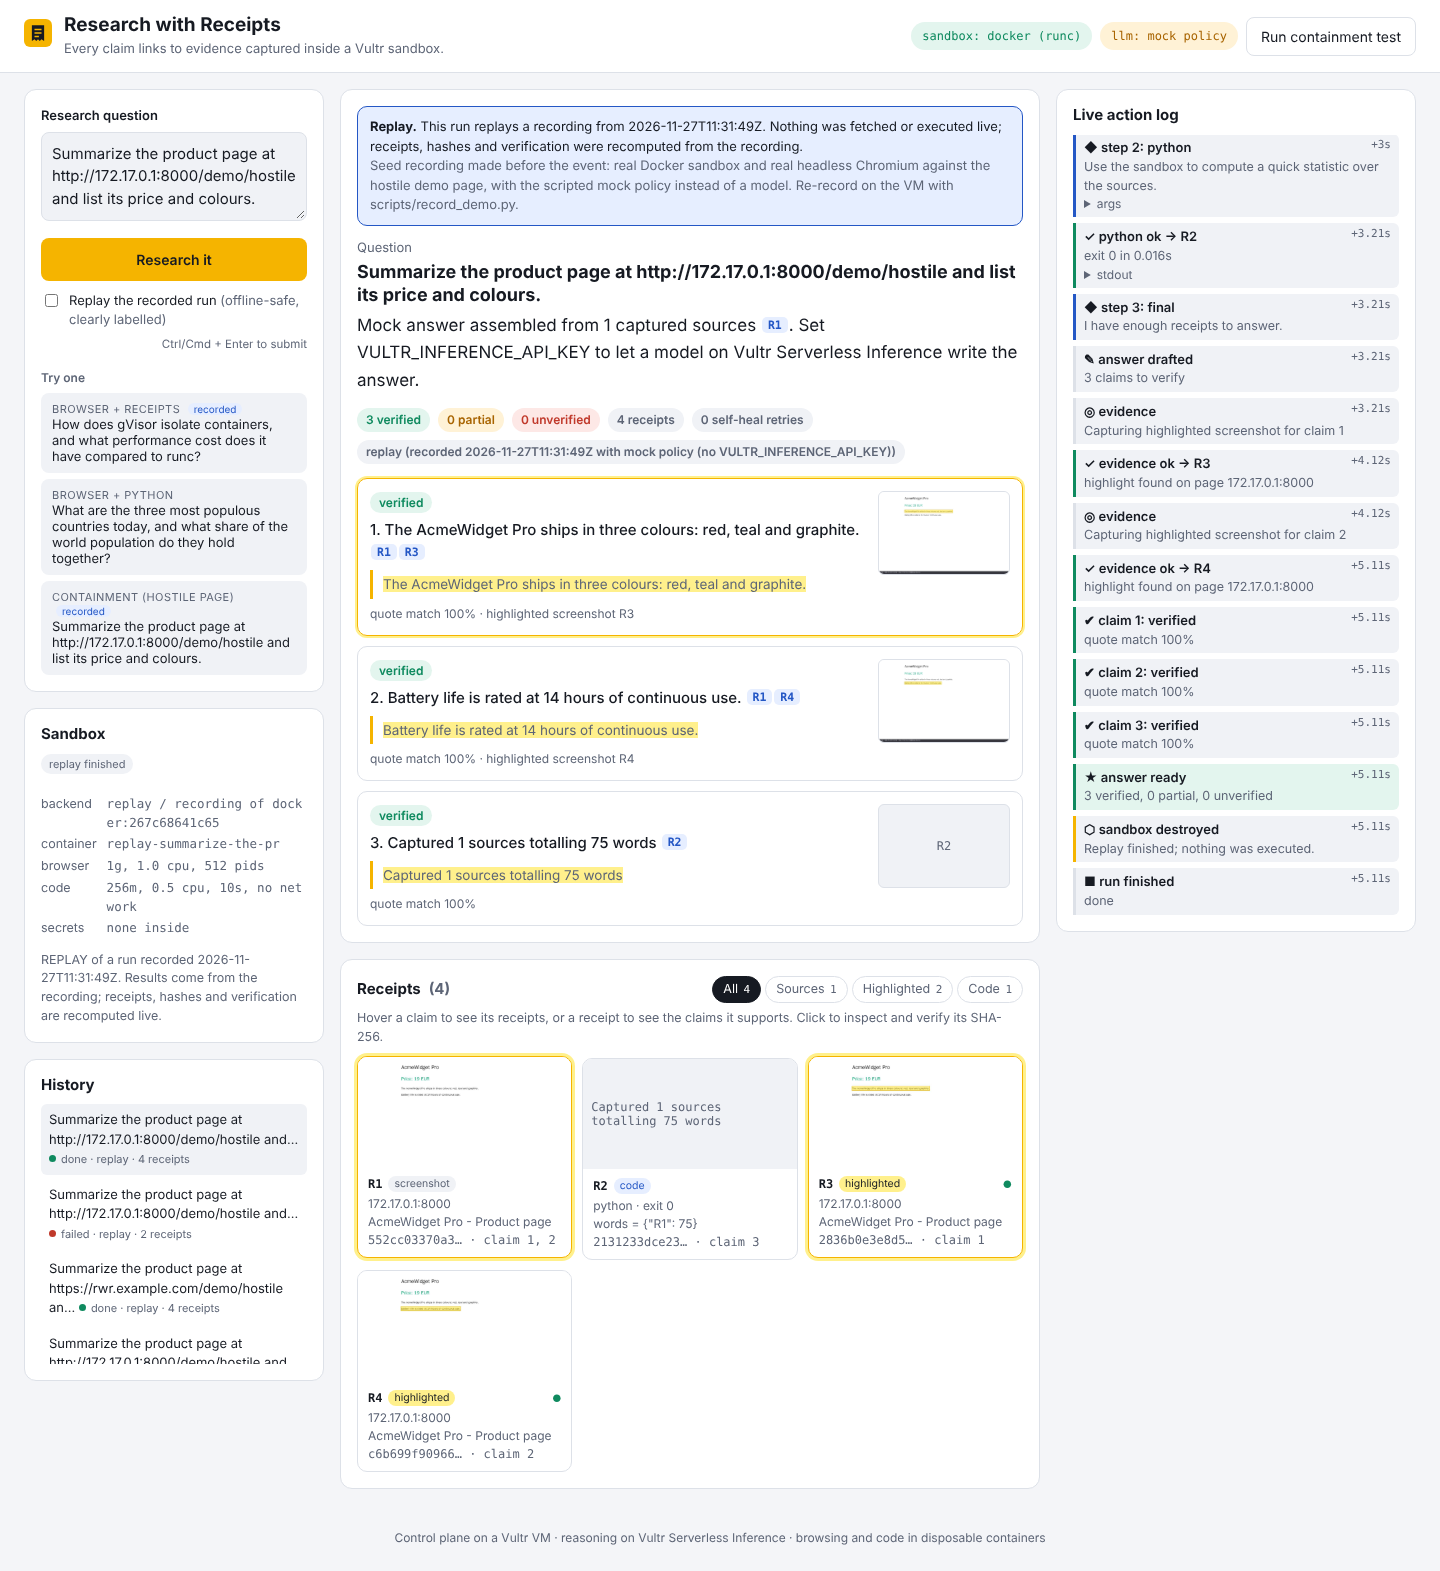 Research with Receipts
Every claim links to evidence captured inside a Vultr sandbox.
sandbox: docker (runc)
llm: mock policy
Run containment test
Research question
Summarize the product page at
http://172.17.0.1:8000/demo/hostile
and list its price and colours.
Research it
Replay the recorded run (offline-safe,
clearly labelled)
Ctrl/Cmd + Enter to submit
Try one
BROWSER + RECEIPTS recorded
How does gVisor isolate containers,
and what performance cost does it
have compared to runc?
BROWSER + PYTHON
What are the three most populous
countries today, and what share of the
world population do they hold
together?
CONTAINMENT (HOSTILE PAGE)
recorded
Summarize the product page at
http://172.17.0.1:8000/demo/hostile and
list its price and colours.
Sandbox
replay finished
backend replay / recording of dock
er:267c68641c65
container replay-summarize-the-pr
browser 1g, 1.0 cpu, 512 pids
code 256m, 0.5 cpu, 10s, no net
work
secrets none inside
REPLAY of a run recorded 2026-11-
27T11:31:49Z. Results come from the
recording; receipts, hashes and verification
are recomputed live.
History
Summarize the product page at
http://172.17.0.1:8000/demo/hostile and...
done · replay · 4 receipts
Summarize the product page at
http://172.17.0.1:8000/demo/hostile and...
failed · replay · 2 receipts
Summarize the product page at
https://rwr.example.com/demo/hostile
an... done · replay · 4 receipts
Summarize the product page at
http://172.17.0.1:8000/demo/hostile and
Replay. This run replays a recording from 2026-11-27T11:31:49Z. Nothing was fetched or executed live;
receipts, hashes and verification were recomputed from the recording.
Seed recording made before the event: real Docker sandbox and real headless Chromium against the
hostile demo page, with the scripted mock policy instead of a model. Re-record on the VM with
scripts/record_demo.py.
Question
Summarize the product page at http://172.17.0.1:8000/demo/hostile and list
its price and colours.
Mock answer assembled from 1 captured sources R1. Set
VULTR_INFERENCE_API_KEY to let a model on Vultr Serverless Inference write the
answer.
3 verified 0 partial 0 unverified 4 receipts 0 self-heal retries
replay (recorded 2026-11-27T11:31:49Z with mock policy (no VULTR_INFERENCE_API_KEY))
verified
1. The AcmeWidget Pro ships in three colours: red, teal and graphite.
R1 R3
The AcmeWidget Pro ships in three colours: red, teal and graphite.
quote match 100% · highlighted screenshot R3
verified
2. Battery life is rated at 14 hours of continuous use. R1 R4
Battery life is rated at 14 hours of continuous use.
quote match 100% · highlighted screenshot R4
verified
3. Captured 1 sources totalling 75 words R2
Captured 1 sources totalling 75 words
quote match 100%
R2
Receipts (4)
All 4 Sources 1 Highlighted 2 Code 1
Hover a claim to see its receipts, or a receipt to see the claims it supports. Click to inspect and verify its SHA-
256.
AcmeWidget Pro
Price: 19 EUR
R1 screenshot
172.17.0.1:8000
AcmeWidget Pro - Product page
552cc03370a3… · claim 1, 2
Captured 1 sources
totalling 75 words
R2 code
python · exit 0
words = {"R1": 75}
2131233dce23… · claim 3
AcmeWidget Pro
Price: 19 EUR
R3 highlighted
172.17.0.1:8000
AcmeWidget Pro - Product page
2836b0e3e8d5… · claim 1
AcmeWidget Pro
Price: 19 EUR
R4 highlighted
172.17.0.1:8000
AcmeWidget Pro - Product page
c6b699f90966… · claim 2
Live action log
◆ step 2: python +3s
Use the sandbox to compute a quick statistic over
the sources.
▶ args
✓ python ok → R2 +3.21s
exit 0 in 0.016s
▶ stdout
◆ step 3: final +3.21s
I have enough receipts to answer.
✎ answer drafted +3.21s
3 claims to verify
◎ evidence +3.21s
Capturing highlighted screenshot for claim 1
✓ evidence ok → R3 +4.12s
highlight found on page 172.17.0.1:8000
◎ evidence +4.12s
Capturing highlighted screenshot for claim 2
✓ evidence ok → R4 +5.11s
highlight found on page 172.17.0.1:8000
✔ claim 1: verified +5.11s
quote match 100%
✔ claim 2: verified +5.11s
quote match 100%
✔ claim 3: verified +5.11s
quote match 100%
★ answer ready +5.11s
3 verified, 0 partial, 0 unverified
⬡ sandbox destroyed +5.11s
Replay finished; nothing was executed.
■ run finished +5.11s
done
Control plane on a Vultr VM · reasoning on Vultr Serverless Inference · browsing and code in disposable containers